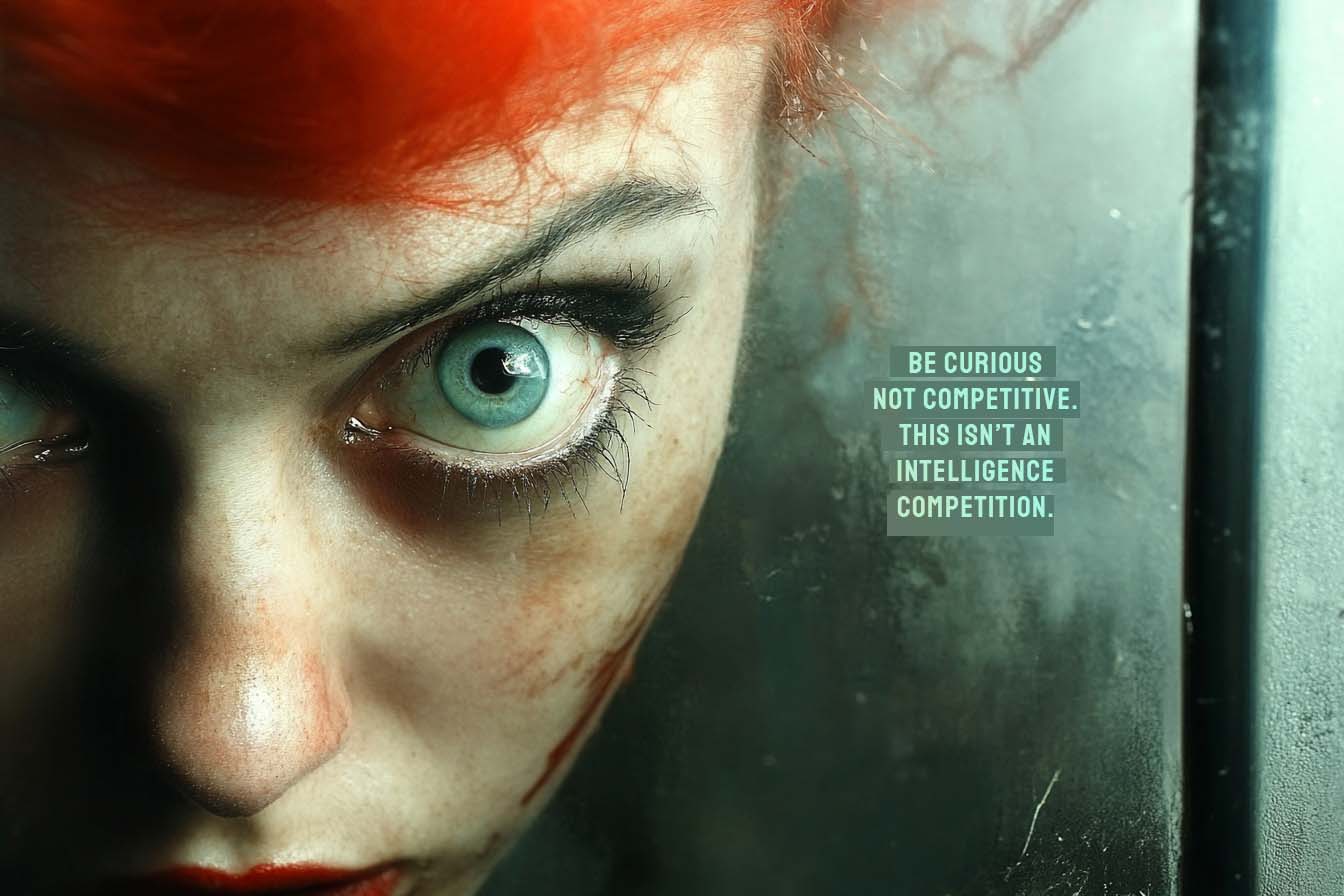 BE CURIOUS
NOT COMPETITIVE.
THIS ISN’T AN
INTELLIGENCE
COMPETITION.